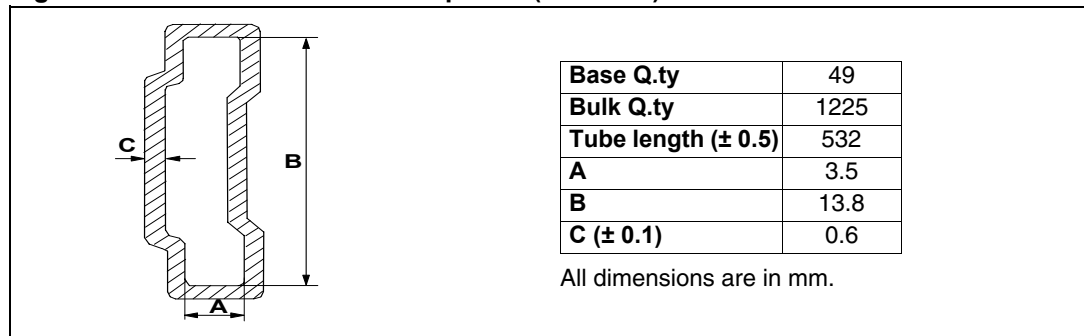 C
B
A
Base Q.ty 49
Bulk Q.ty 1225
Tube length (± 0.5) 532
A 3.5
B 13.8
C (± 0.1) 0.6
All dimensions are in mm.